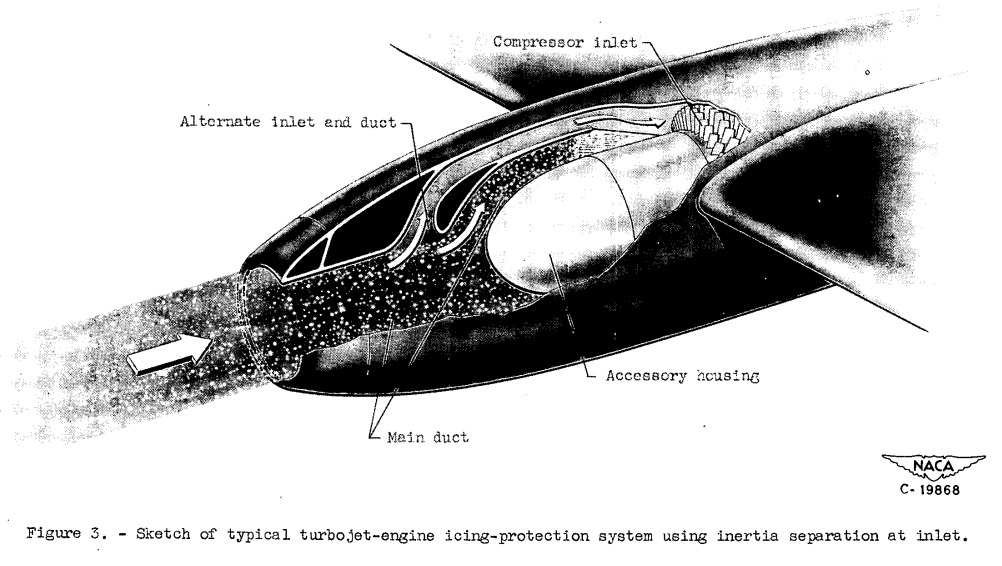 Compressor inlet
Alternate inlet and duct
Accessory housing
Main duct
NACA
C-19868
Figure 3. - Sketch of typical turbojet-engine icing-protection system using inertia separation at inlet.